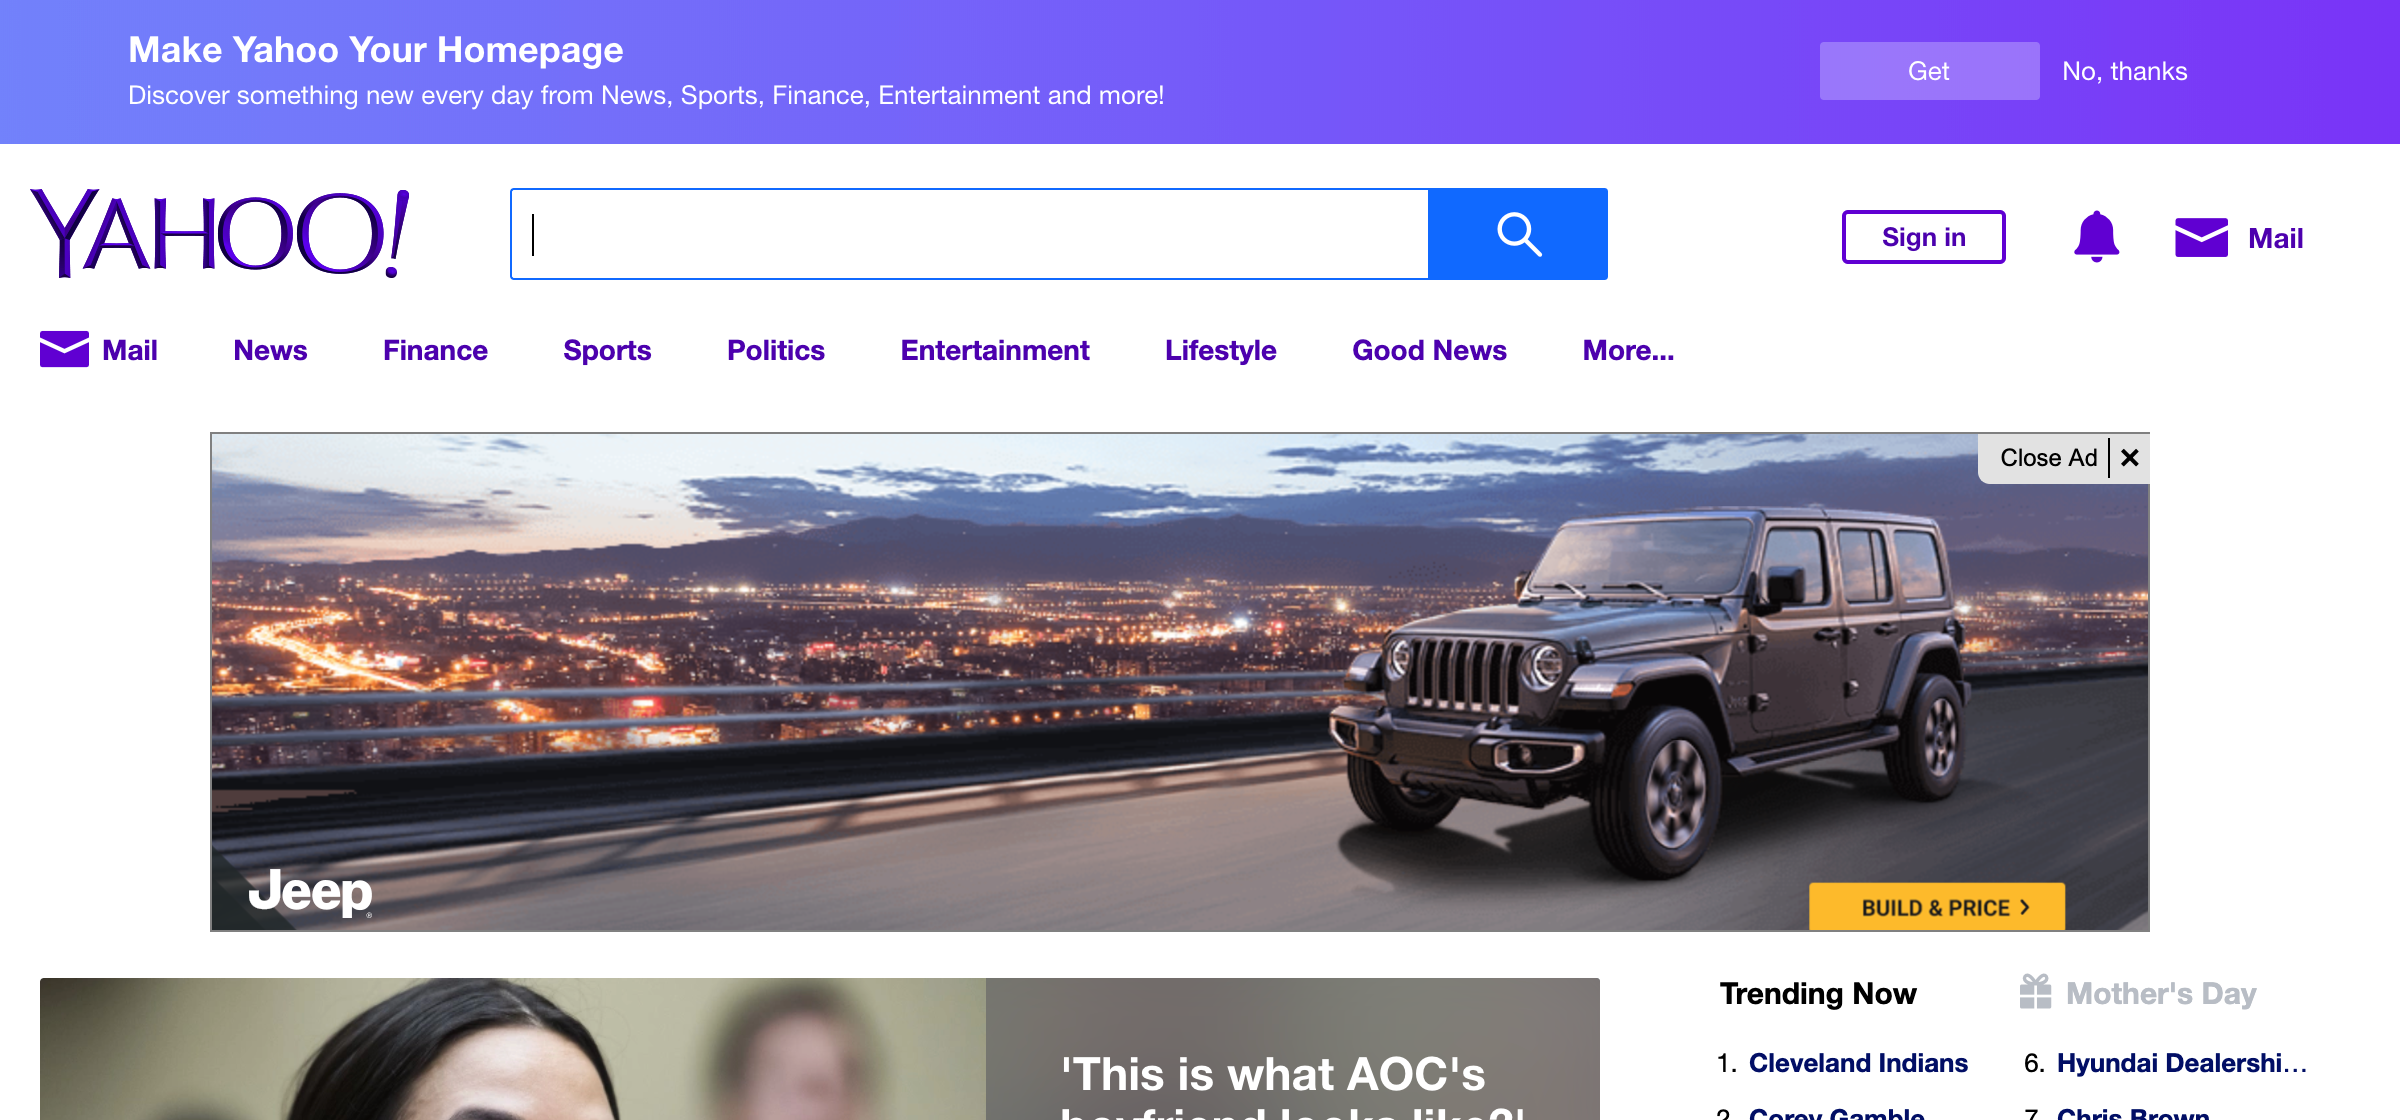 Make Yahoo Your Homepage
Discover something new every day from News, Sports, Finance, Entertainment and more!
Get
No, thanks
YAHOO!
Sign in
Mail
Mail
News
Finance
Sports
Politics
Entertainment
Lifestyle
Good News
More...
Close Ad
Jeep
BUILD & PRICE
Trending Now
Mother's Day
'This is what AOC's
boyfriend looks like?'
1. Cleveland Indians
6. Hyundai Dealershi...
2. Corey Gamble
7. Chris Brown